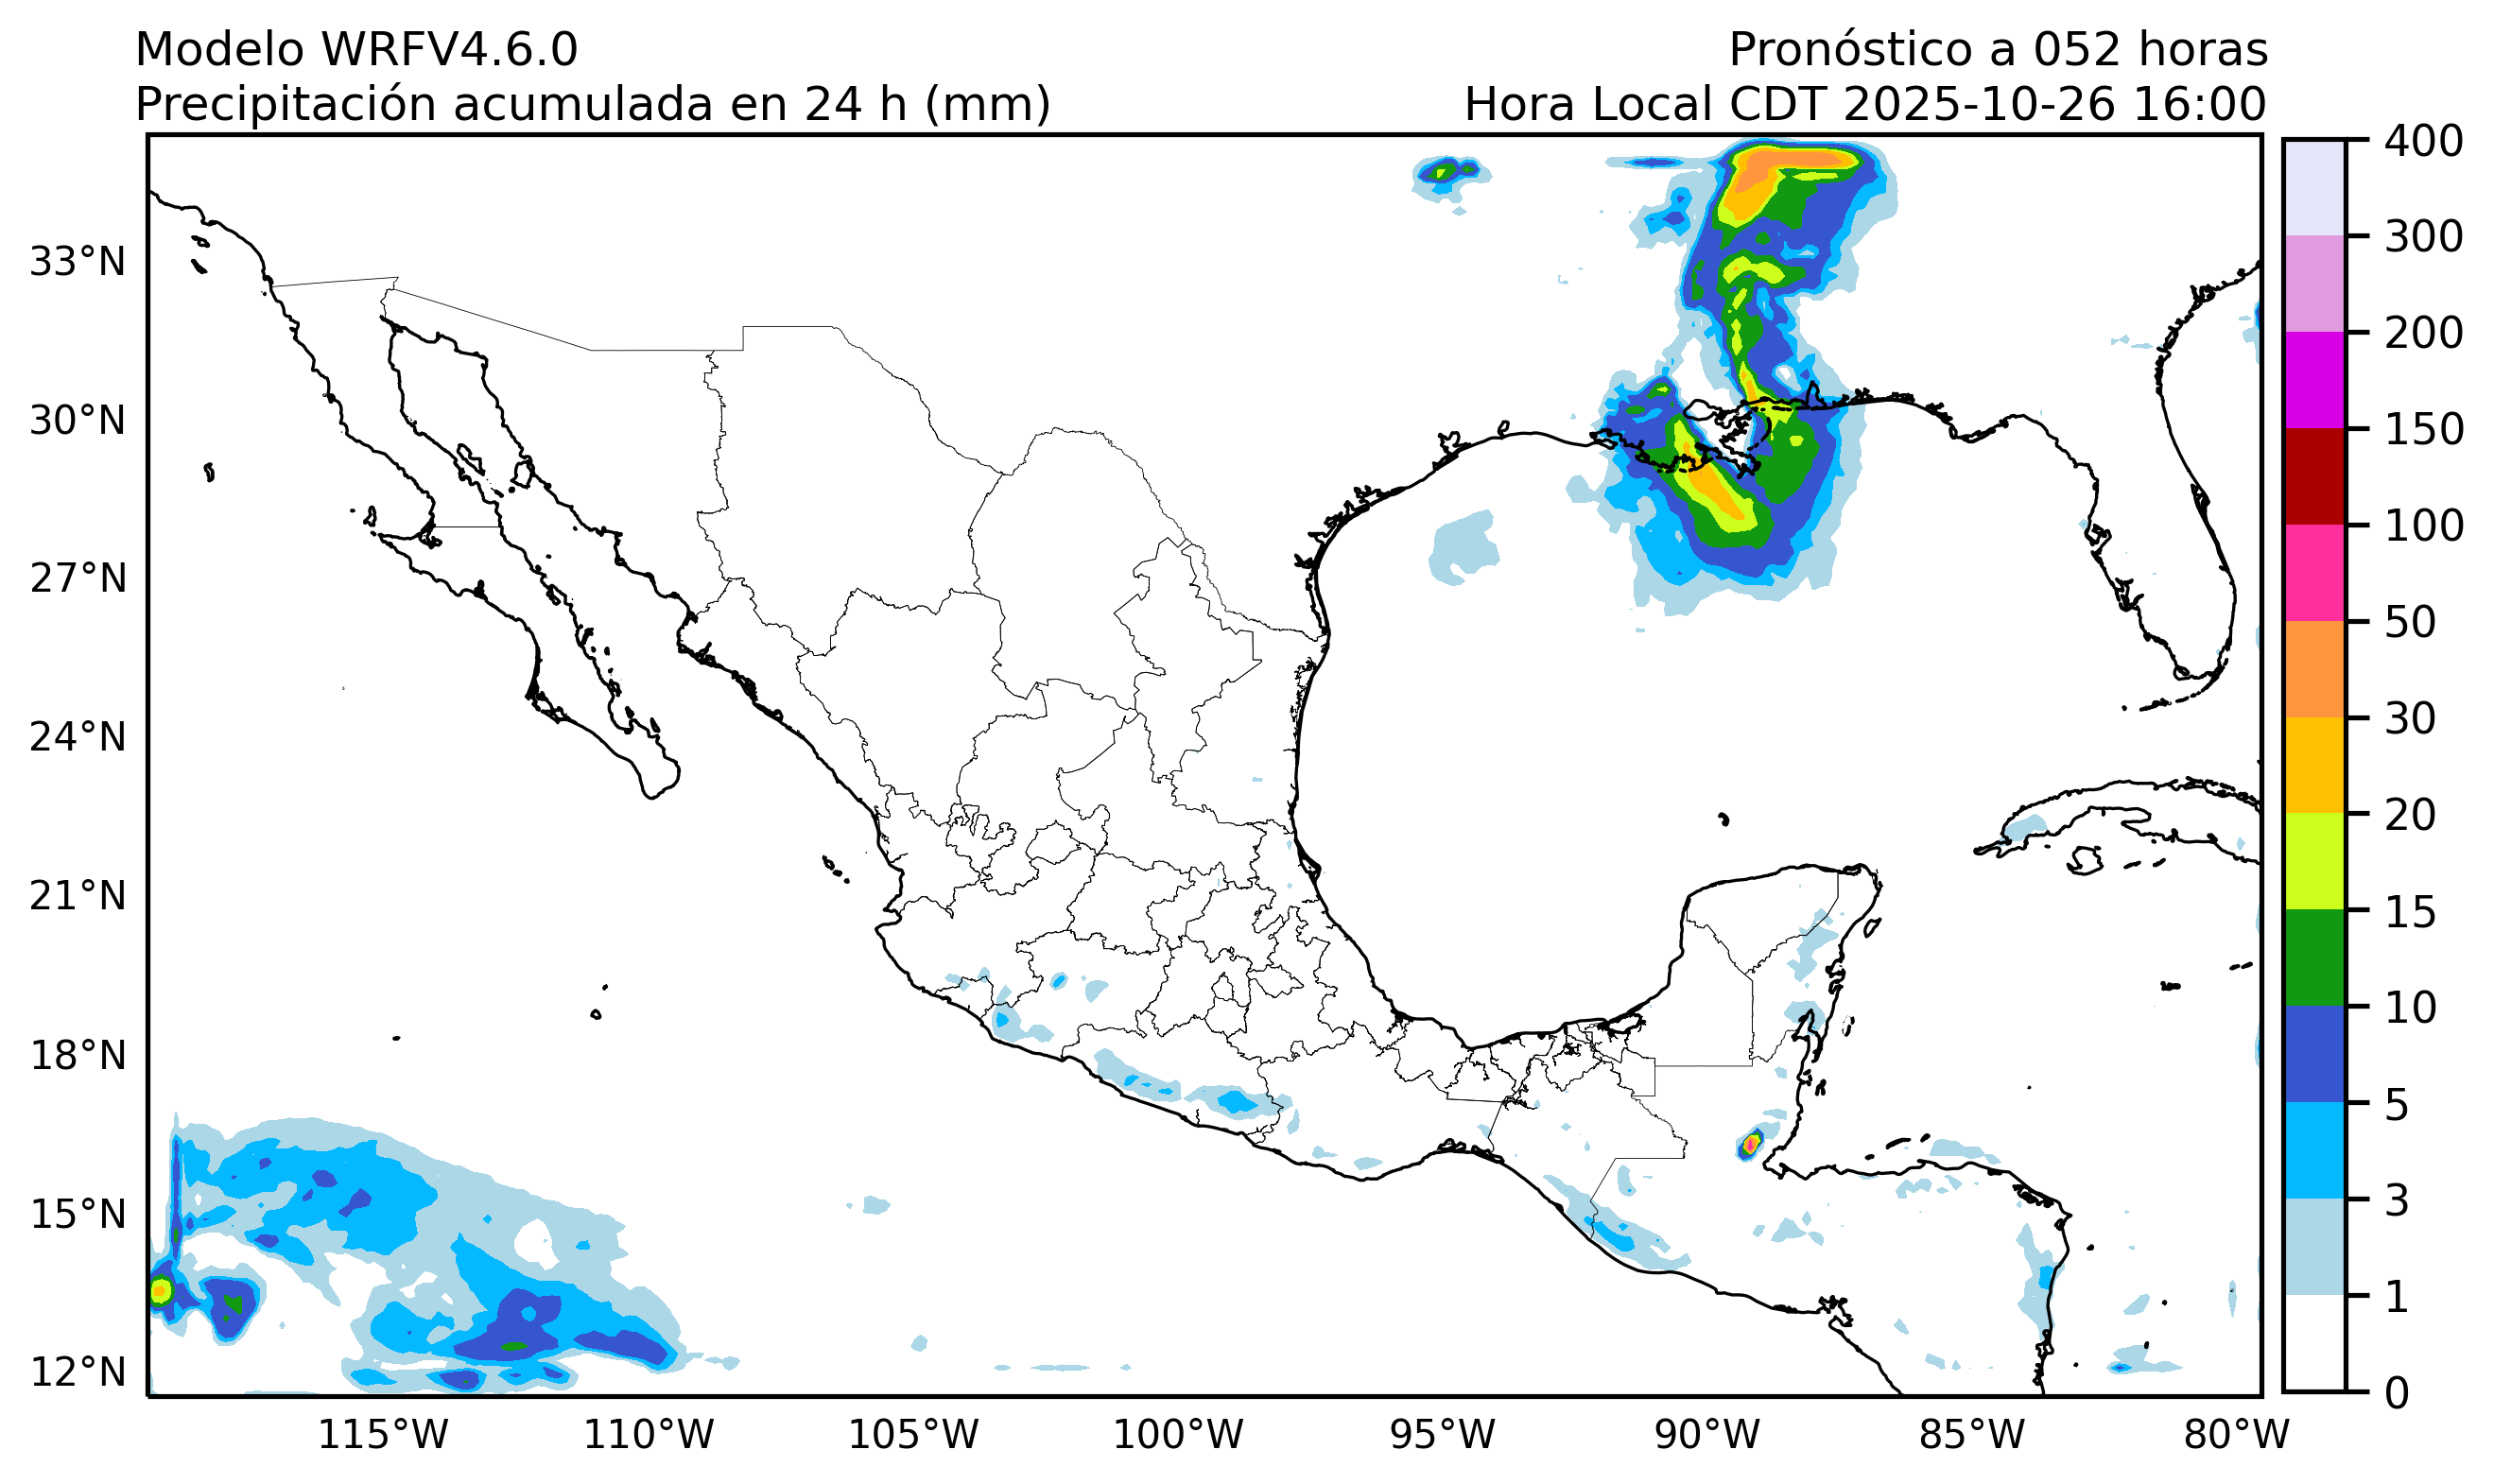 Modelo WRFV4.6.0
Pronóstico a 052 horas
Precipitación acumulada en 24 h (mm)
Hora Local CDT 2025-10-26 16:00
33°N
30°N
27°N
24°N
21°N
18°N
15°N
12°N
115°W
110°W
105°W
100°W
95°W
90°W
85°W
80°W
400
300
200
150
100
50
30
20
15
10
5
3
1
0